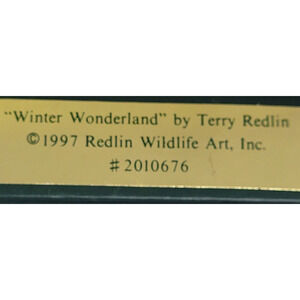 “Winter Wonderland” by Terry Redlin
©1997 Redlin Wildlife Art, Inc.
#2010676